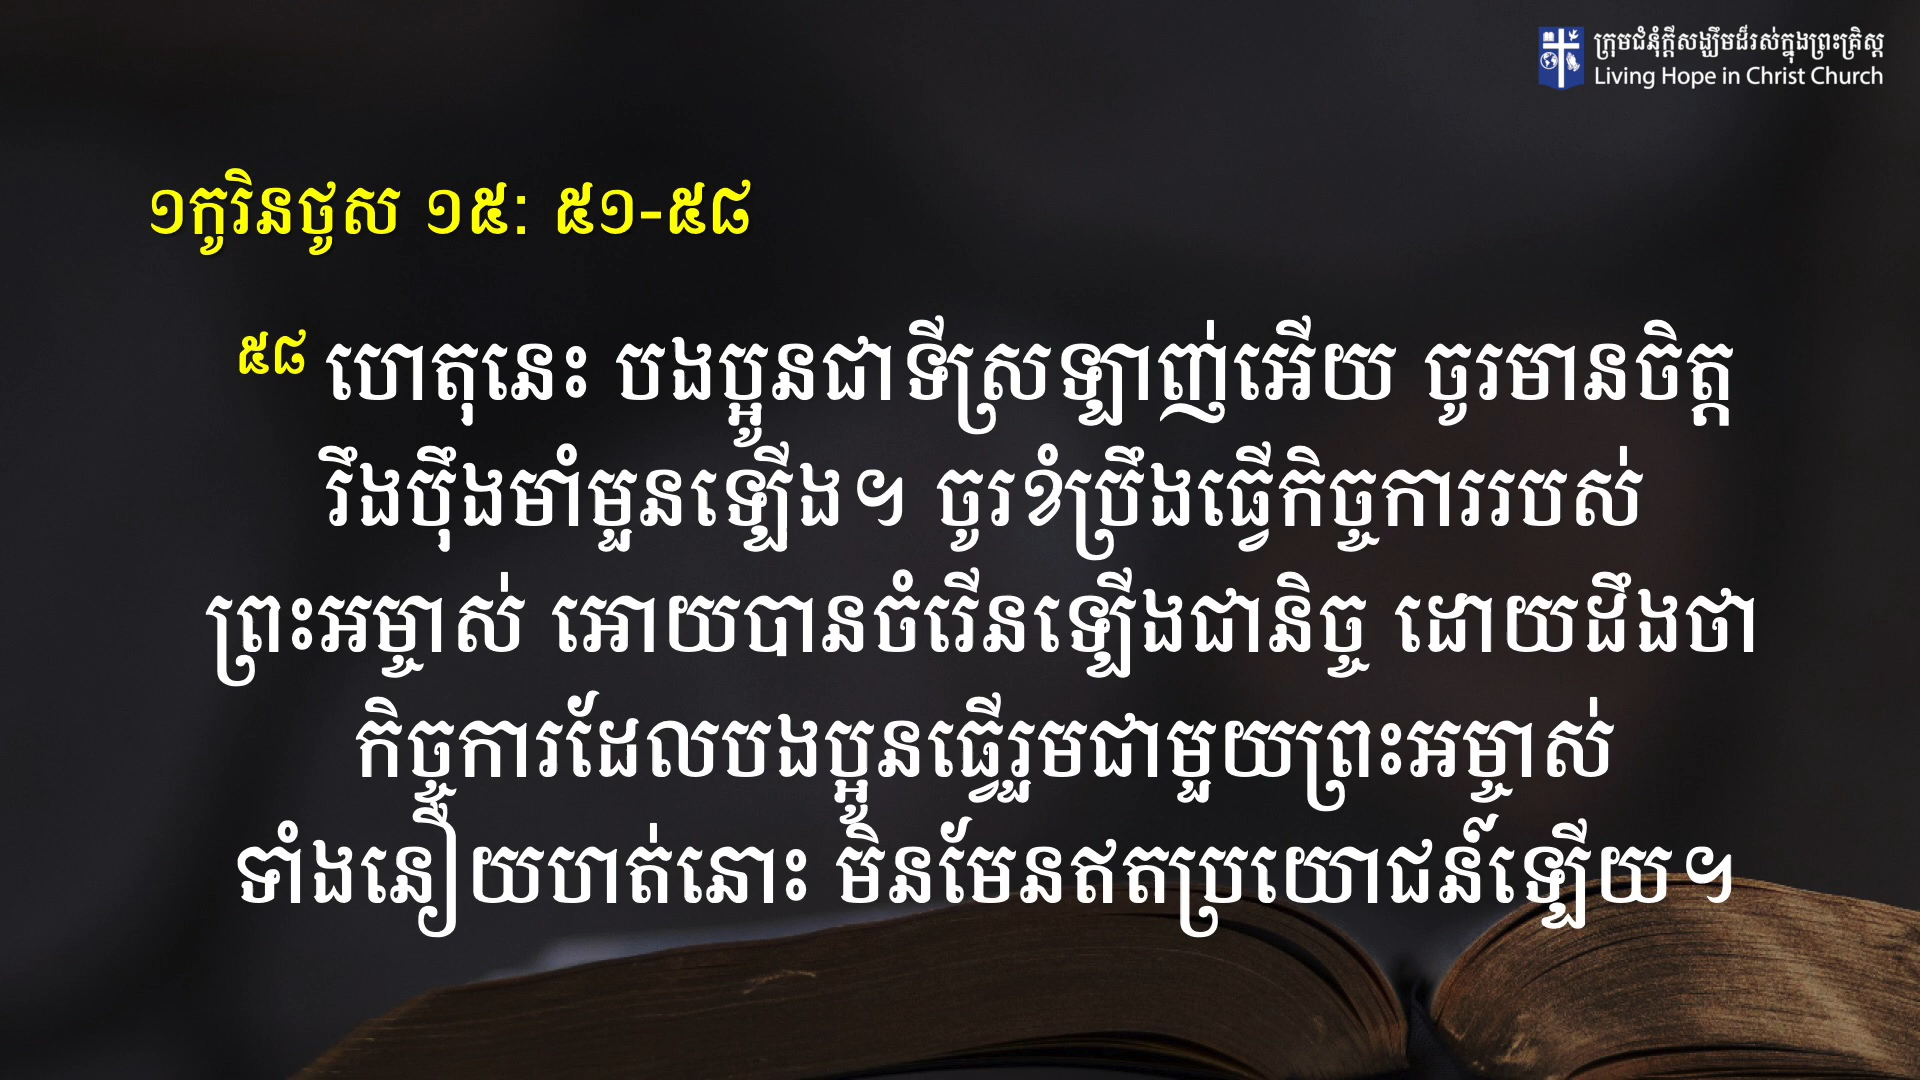 ក្រុមជំនុំក្ដីសង្ឃឹមដ៏រស់ក្នុងព្រះគ្រិស្ត
Living Hope in Christ Church
១កូរិនថូស ១៥: ៥១-៥៨
៥៨ ហេតុនេះ បងប្អូនជាទីស្រឡាញ់អើយ ចូរមានចិត្ត
រឹងប៉ឹងមាំមួនឡើង។ ចូរខំប្រឹងធ្វើកិច្ចការរបស់
ព្រះអម្ចាស់ អោយបានចំរើនឡើងជានិច្ច ដោយដឹងថា
កិច្ចការដែលបងប្អូនធ្វើរួមជាមួយព្រះអម្ចាស់
ទាំងនឿយហត់នោះ មិនមែនឥតប្រយោជន៍ឡើយ។